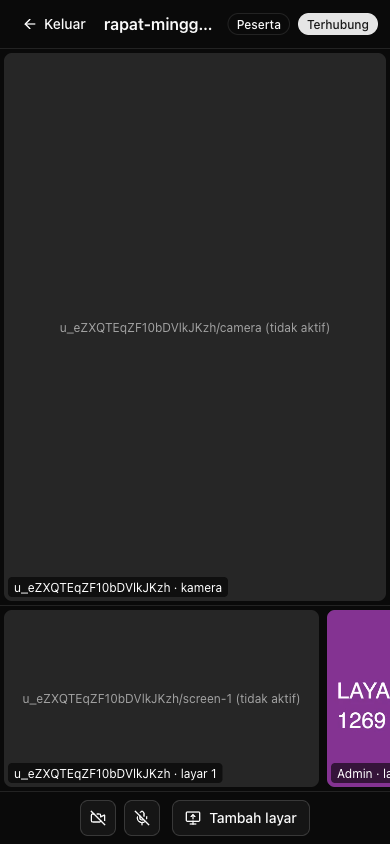 Keluar
rapat-mingg...
Peserta
Terhubung
u_eZXQTEqZF10bDVlkJKzh/camera (tidak aktif)
u_eZXQTEqZF10bDVlkJKzh · kamera
u_eZXQTEqZF10bDVlkJKzh/screen-1 (tidak aktif)
u_eZXQTEqZF10bDVlkJKzh · layar 1
LAYA
1269
Admin · la
Tambah layar